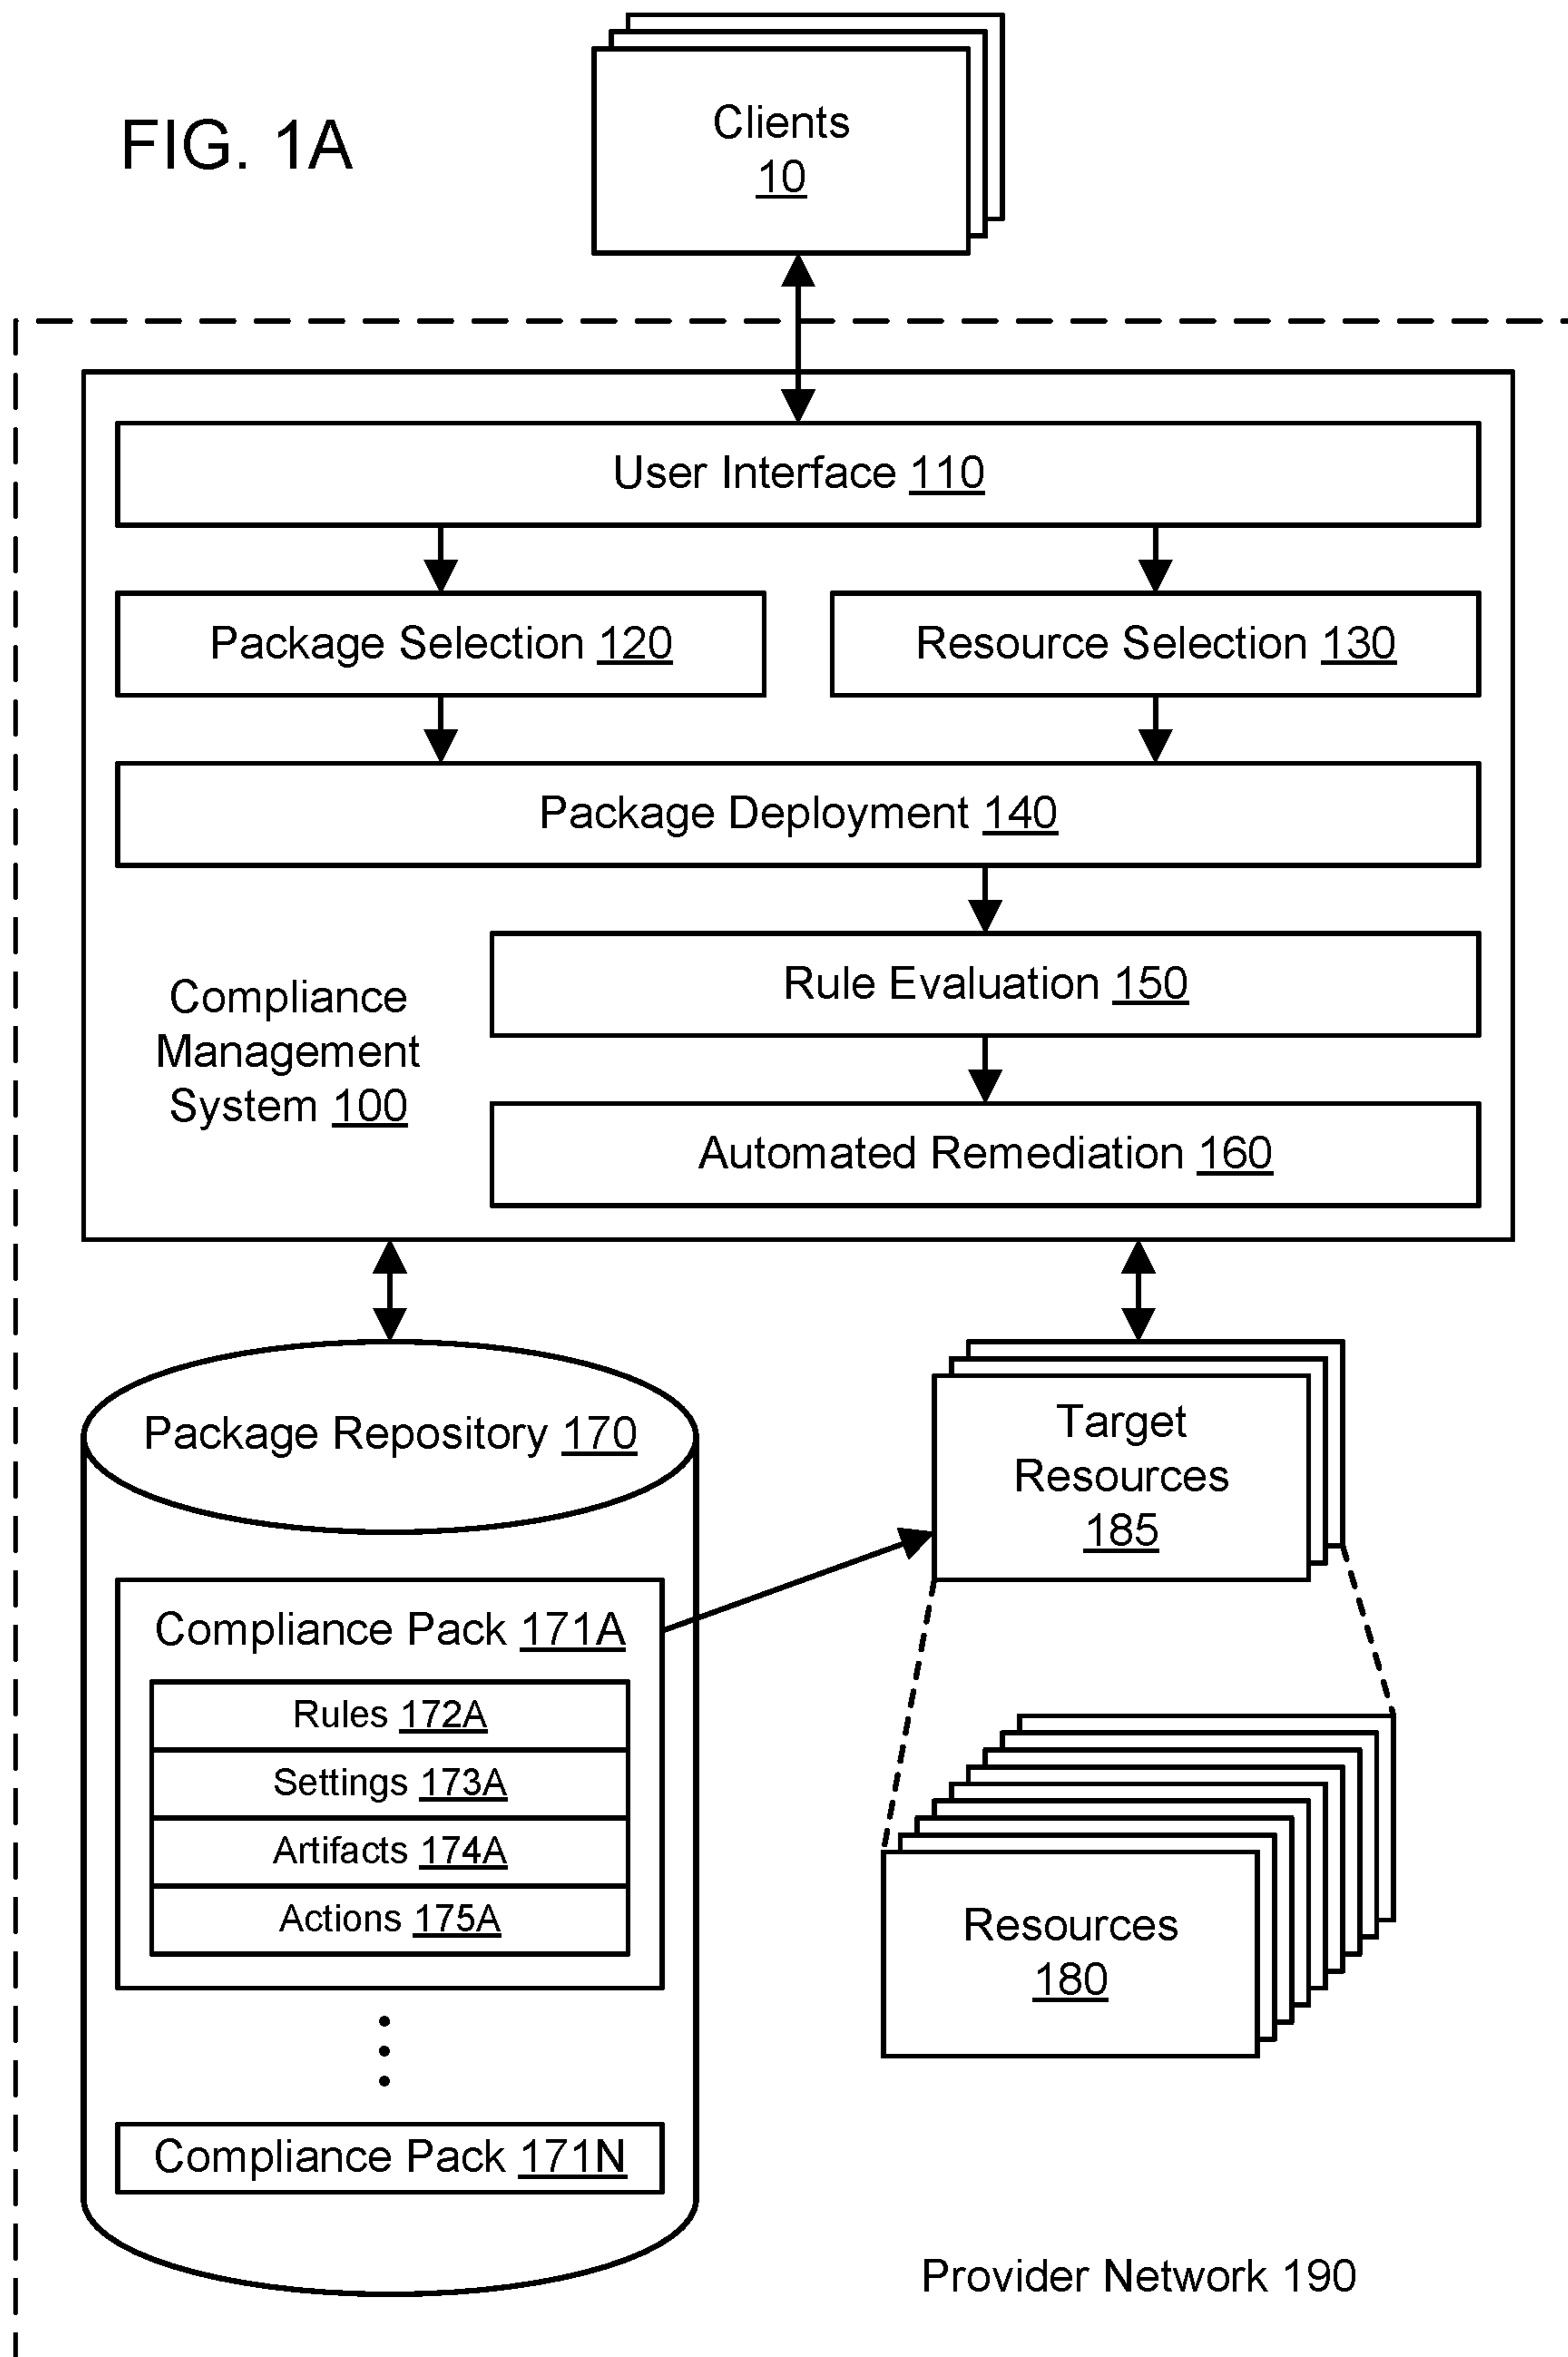 FIG. 1A
Clients
10
User Interface 110
Package Selection 120
Resource Selection 130
Package Deployment 140
Rule Evaluation 150
Compliance
Management
System 100
Automated Remediation 160
Package Repository 170
Target
Resources
185
Compliance Pack 171A
Rules 172A
Settings 173A
Artifacts 174A
Actions 175A
Resources
180
Compliance Pack 171N
Provider Network 190